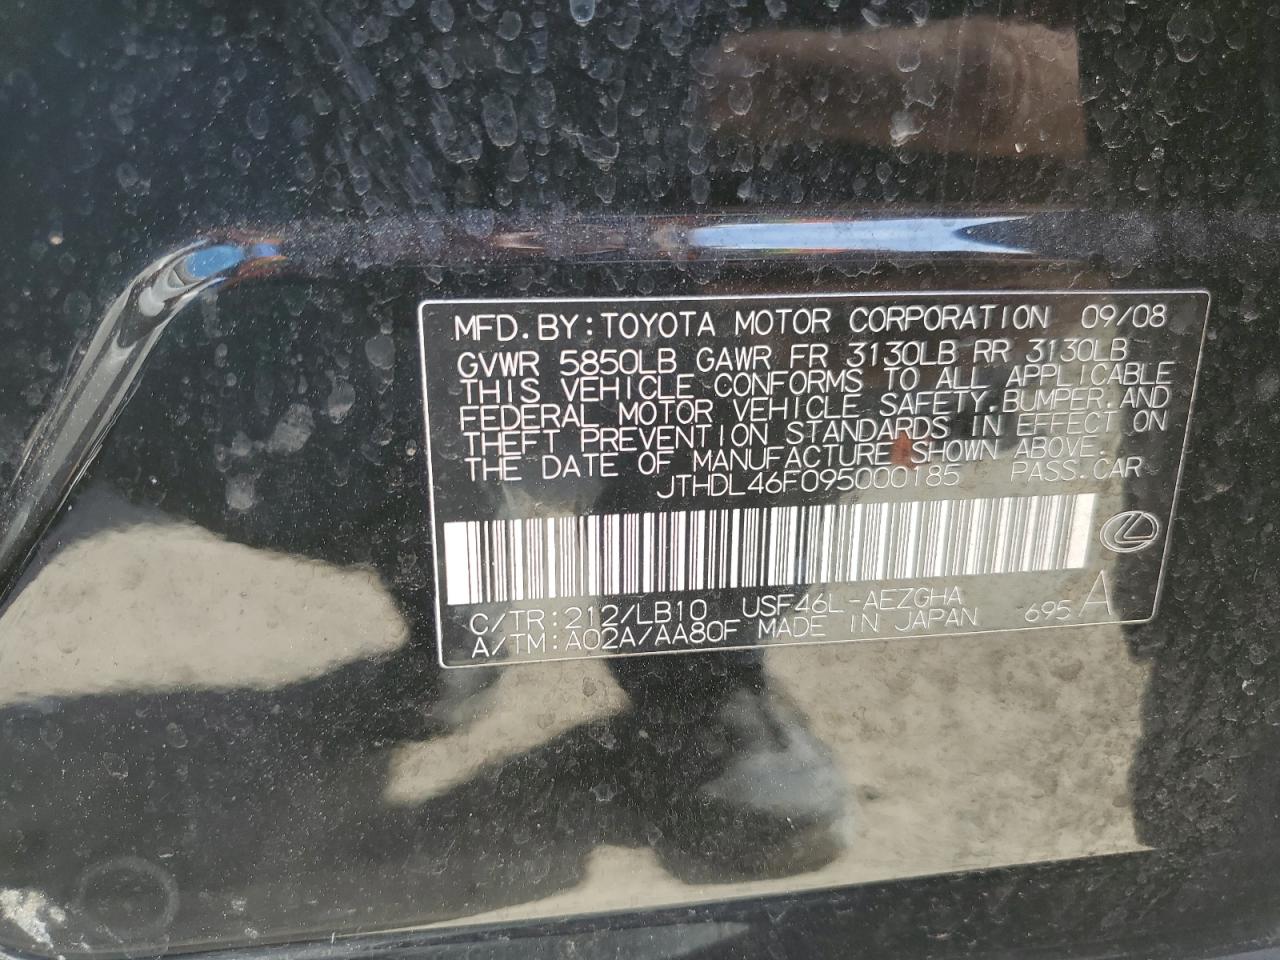 MFD.BY:TOYOTA MOTOR CORPORATION 09/08
GVWR 5850LB GAWR FR 3130LB RR 3130LB
THIS VEHICLE CONFORMS TO ALL APPLICABLE
FEDERAL MOTOR VEHICLE SAFETY,BUMPER,AND
THEFT PREVENTION STANDARDS IN EFFECT ON
THE DATE OF MANUFACTURE SHOWN ABOVE.
JTHDL46F095000185 PASS.CAR
C/TR:212/LB10 USF46L-AEZGHA
A/TM:A02A/AA80F MADE IN JAPAN 695 A